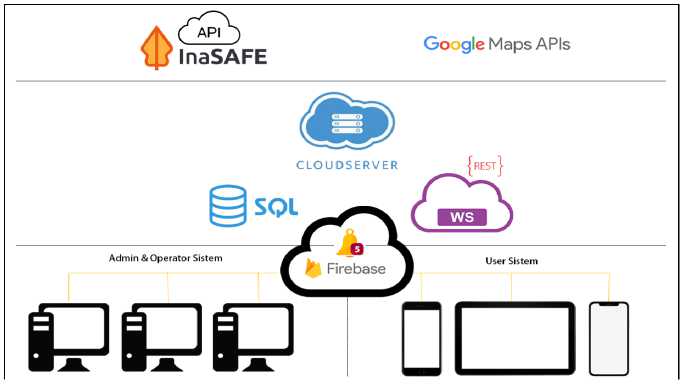 API
InaSAFE
Google Maps APIs
CLOUDSERVER
{REST}
SQL
WS
5
Firebase
Admin & Operator Sistem
User Sistem